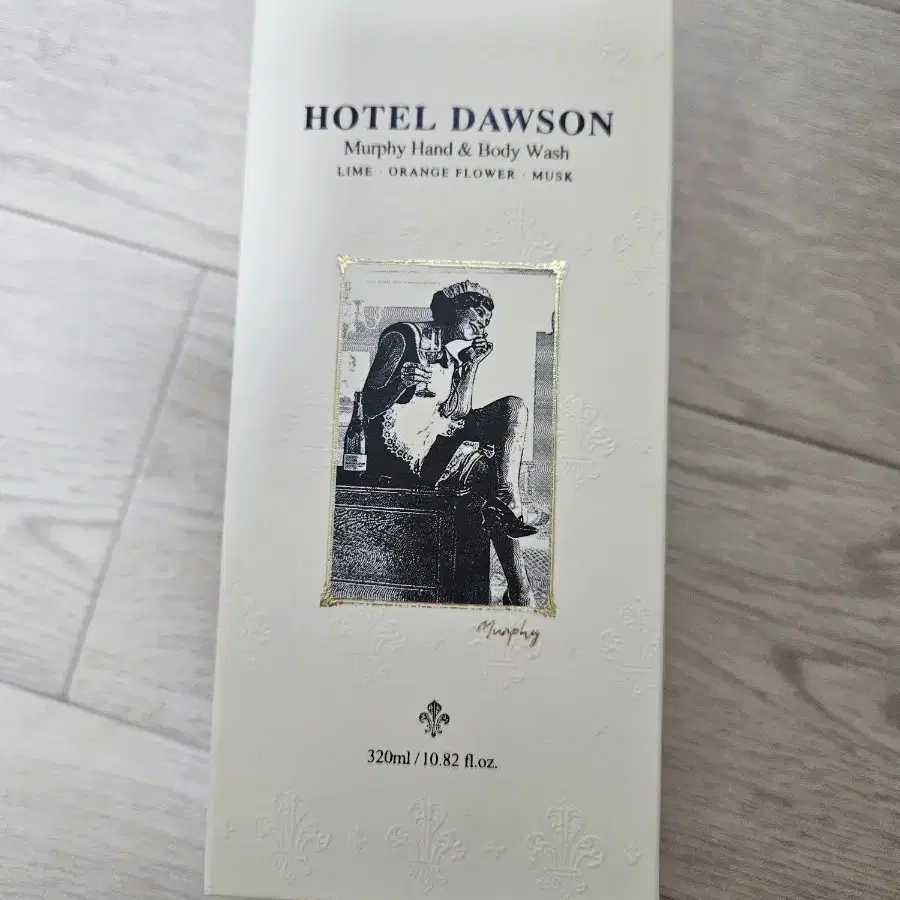 HOTEL DAWSON
Murphy Hand & Body Wash
LIME · ORANGE FLOWER · MUSK
Murphy
320ml / 10.82 fl.oz.